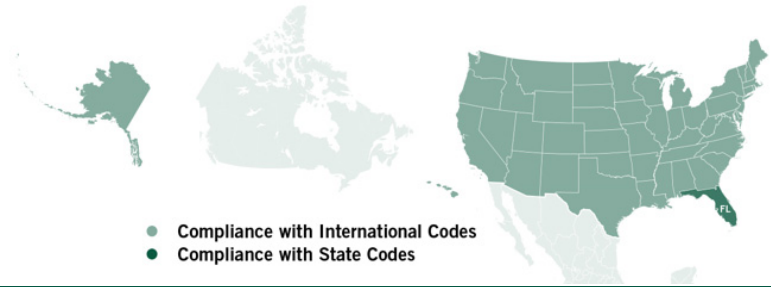 FL
Compliance with International Codes
Compliance with State Codes